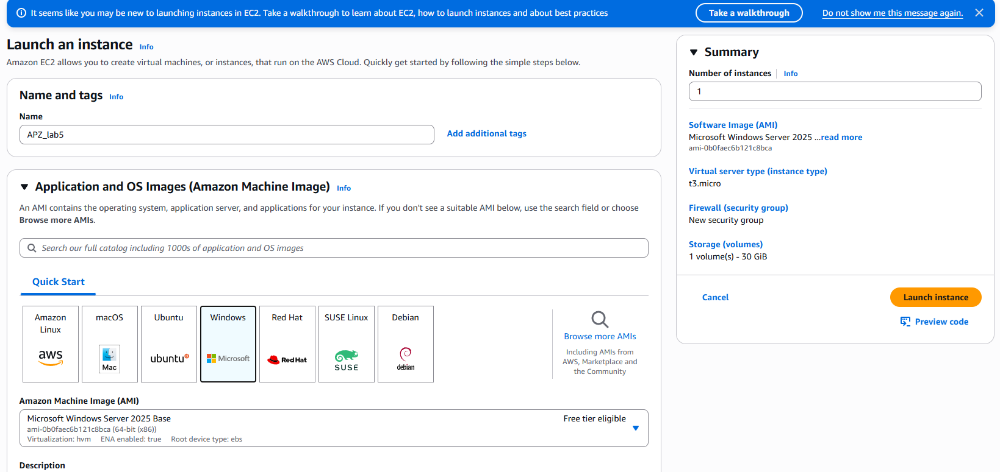 It seems like you may be new to launching instances in EC2. Take a walkthrough to learn about EC2, how to launch instances and about best practices
Take a walkthrough
Do not show me this message again.
Launch an instance Info
Amazon EC2 allows you to create virtual machines, or instances, that run on the AWS Cloud. Quickly get started by following the simple steps below.
Name and tags Info
Name
APZ_lab5
Add additional tags
Application and OS Images (Amazon Machine Image) Info
An AMI contains the operating system, application server, and applications for your instance. If you don't see a suitable AMI below, use the search field or choose
Browse more AMIs.
Search our full catalog including 1000s of application and OS images
Quick Start
Amazon
Linux
aws
macOS
Mac
Ubuntu
ubuntu
Windows
Microsoft
Red Hat
Red Hat
SUSE Linux
SUSE
Debian
debian
Browse more AMIs
Including AMIs from
AWS, Marketplace and
the Community
Amazon Machine Image (AMI)
Microsoft Windows Server 2025 Base
Free tier eligible
ami-0b0faec6b121c8bca (64-bit (x86))
Virtualization: hvm ENA enabled: true Root device type: ebs
Description
Summary
Number of instances Info
1
Software Image (AMI)
Microsoft Windows Server 2025 ...read more
ami-0b0faec6b121c8bca
Virtual server type (instance type)
t3.micro
Firewall (security group)
New security group
Storage (volumes)
1 volume(s) - 30 GiB
Cancel
Launch instance
Preview code